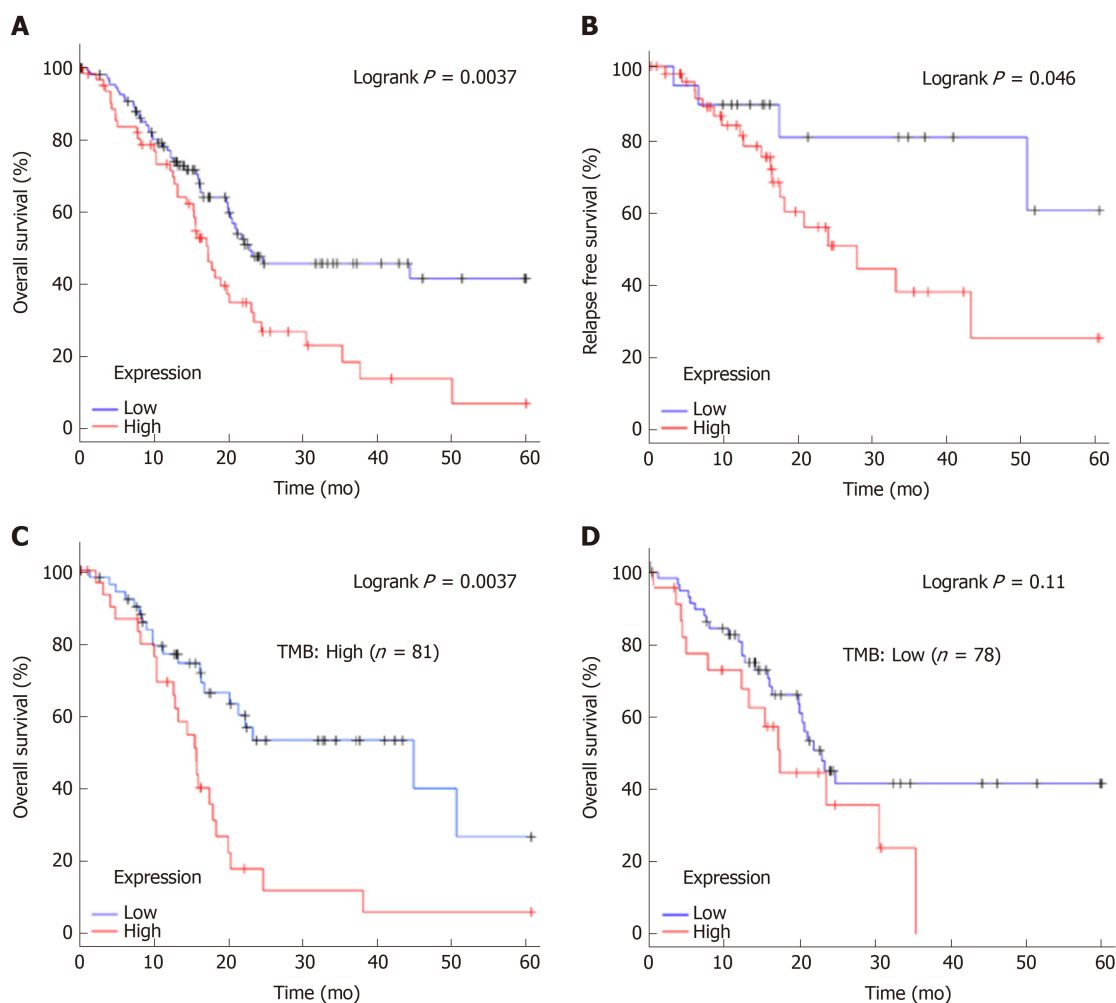 A
Logrank P = 0.0037
Overall survival (%)
100
80
60
40
20
0
Expression
Low
High
0 10 20 30 40 50 60
Time (mo)
B
Logrank P = 0.046
Relapse free survival (%)
100
80
60
40
20
0
Expression
Low
High
0 10 20 30 40 50 60
Time (mo)
C
Logrank P = 0.0037
TMB: High (n = 81)
Overall survival (%)
100
80
60
40
20
0
Expression
Low
High
0 10 20 30 40 50 60
Time (mo)
D
Logrank P = 0.11
TMB: Low (n = 78)
Overall survival (%)
100
80
60
40
20
0
Expression
Low
High
0 10 20 30 40 50 60
Time (mo)